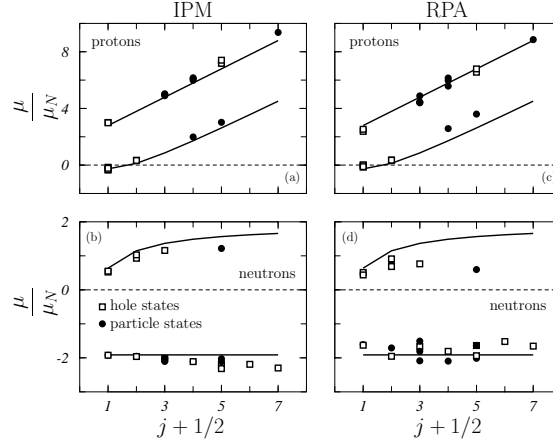 IPM RPA
protons protons
8
4
0
μ/μN
(a) (c)
(b) (d)
2
0
-2
μ/μN
neutrons neutrons
hole states
particle states
1 3 5 7 1 3 5 7
j + 1/2 j + 1/2